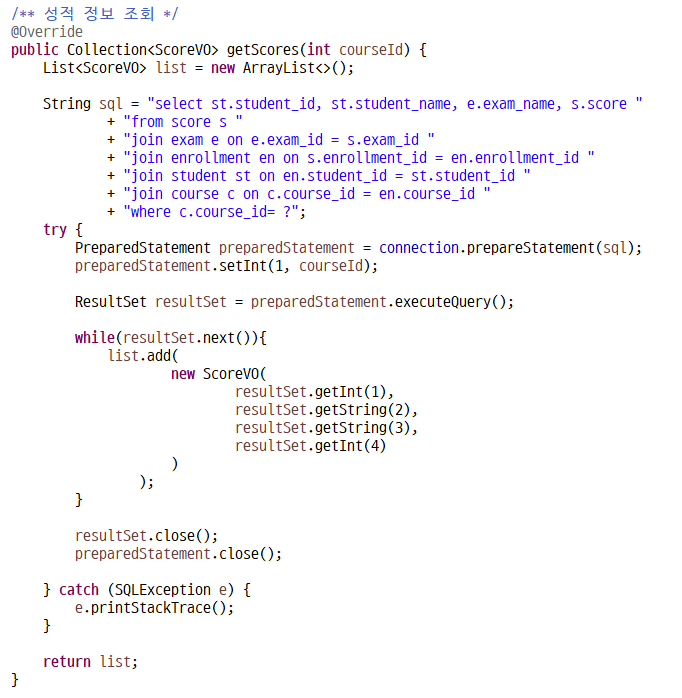 /** 성적 정보 조회 */
@Override
public Collection<ScoreVO> getScores(int courseId) {
    List<ScoreVO> list = new ArrayList<>();

    String sql = "select st.student_id, st.student_name, e.exam_name, s.score "
            + "from score s "
            + "join exam e on e.exam_id = s.exam_id "
            + "join enrollment en on s.enrollment_id = en.enrollment_id "
            + "join student st on en.student_id = st.student_id "
            + "join course c on c.course_id = en.course_id "
            + "where c.course_id= ?";
    try {
        PreparedStatement preparedStatement = connection.prepareStatement(sql);
        preparedStatement.setInt(1, courseId);

        ResultSet resultSet = preparedStatement.executeQuery();

        while(resultSet.next()){
            list.add(
                    new ScoreVO(
                            resultSet.getInt(1),
                            resultSet.getString(2),
                            resultSet.getString(3),
                            resultSet.getInt(4)
                    )
                );
        }

        resultSet.close();
        preparedStatement.close();

    } catch (SQLException e) {
        e.printStackTrace();
    }

    return list;
}